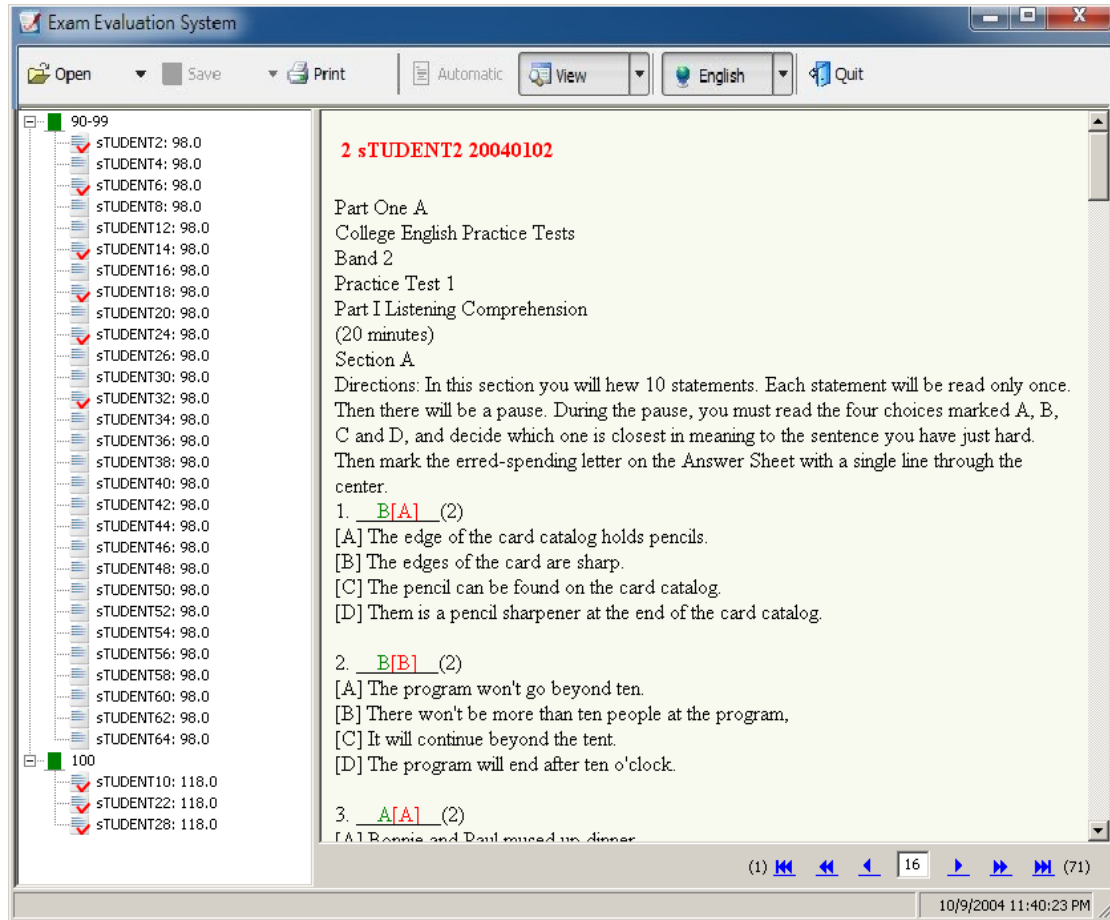 Exam Evaluation System
Open Save Print Automatic View English Quit
90-99
sTUDENT2: 98.0
sTUDENT4: 98.0
sTUDENT6: 98.0
sTUDENT8: 98.0
sTUDENT12: 98.0
sTUDENT14: 98.0
sTUDENT16: 98.0
sTUDENT18: 98.0
sTUDENT20: 98.0
sTUDENT24: 98.0
sTUDENT26: 98.0
sTUDENT30: 98.0
sTUDENT32: 98.0
sTUDENT34: 98.0
sTUDENT36: 98.0
sTUDENT38: 98.0
sTUDENT40: 98.0
sTUDENT42: 98.0
sTUDENT44: 98.0
sTUDENT46: 98.0
sTUDENT48: 98.0
sTUDENT50: 98.0
sTUDENT52: 98.0
sTUDENT54: 98.0
sTUDENT56: 98.0
sTUDENT58: 98.0
sTUDENT60: 98.0
sTUDENT62: 98.0
sTUDENT64: 98.0
100
sTUDENT10: 118.0
sTUDENT22: 118.0
sTUDENT28: 118.0
2 sTUDENT2 20040102
Part One A
College English Practice Tests
Band 2
Practice Test 1
Part I Listening Comprehension
(20 minutes)
Section A
Directions: In this section you will hew 10 statements. Each statement will be read only once.
Then there will be a pause. During the pause, you must read the four choices marked A, B,
C and D, and decide which one is closest in meaning to the sentence you have just hard.
Then mark the erred-spending letter on the Answer Sheet with a single line through the
center.
1. __B[A]__(2)
[A] The edge of the card catalog holds pencils.
[B] The edges of the card are sharp.
[C] The pencil can be found on the card catalog.
[D] Them is a pencil sharpener at the end of the card catalog.
2. __B[B]__(2)
[A] The program won't go beyond ten.
[B] There won't be more than ten people at the program,
[C] It will continue beyond the tent.
[D] The program will end after ten o'clock.
3. __A[A]__(2)
[A] Bonnie and Paul mused up dinner
(1) 16 (71)
10/9/2004 11:40:23 PM